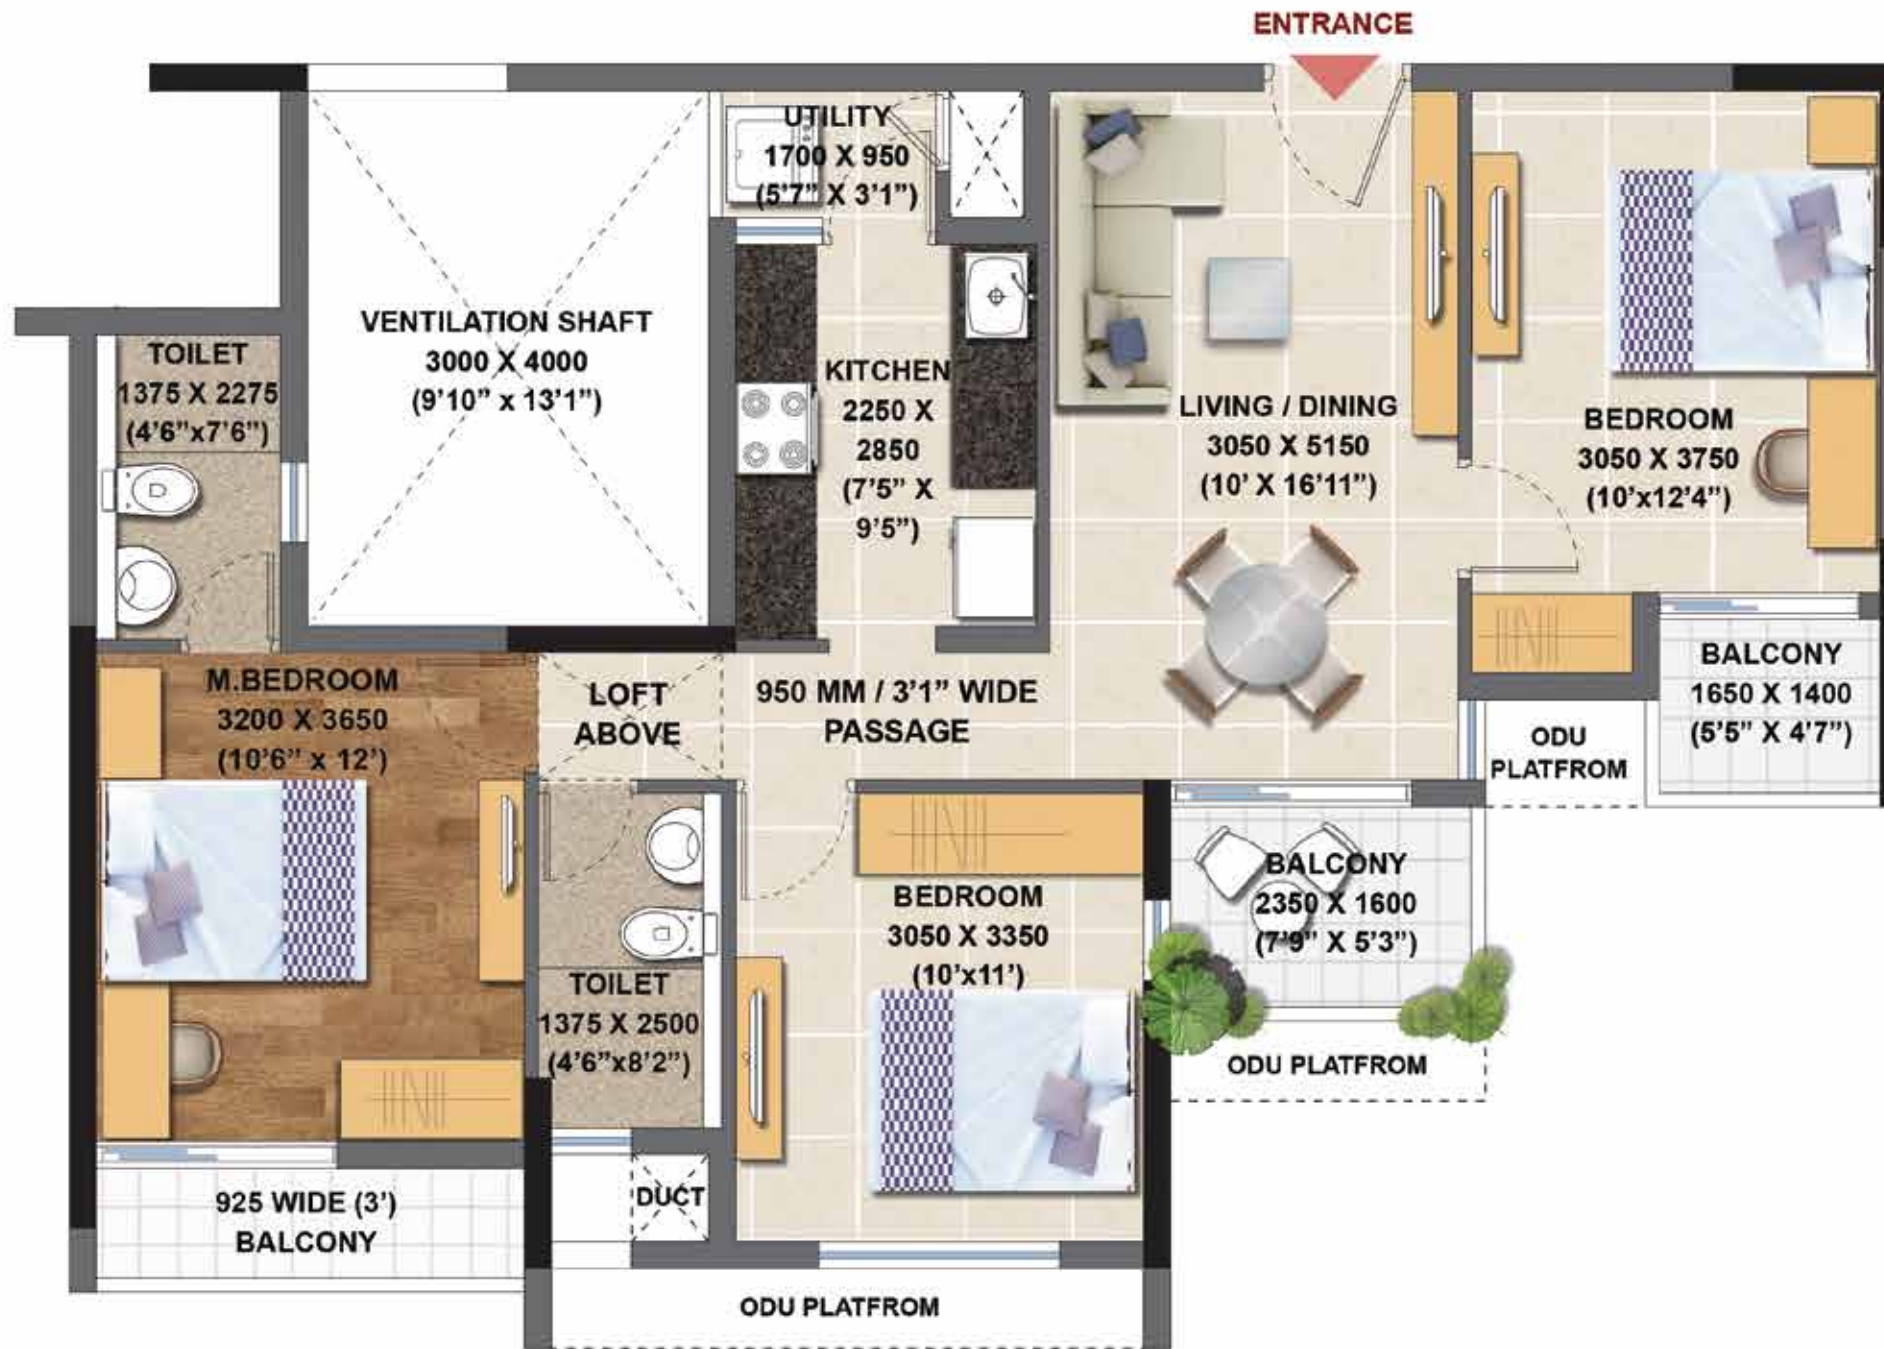 ENTRANCE
UTILITY
1700 X 950
(5’7” X 3’1”)
VENTILATION SHAFT
3000 X 4000
(9’10” x 13’1”)
TOILET
1375 X 2275
(4’6”x7’6”)
KITCHEN
2250 X
2850
(7’5” X
9’5”)
LIVING / DINING
3050 X 5150
(10’ X 16’11”)
BEDROOM
3050 X 3750
(10’x12’4”)
M.BEDROOM
3200 X 3650
(10’6” x 12’)
LOFT
ABOVE
950 MM / 3’1” WIDE
PASSAGE
BALCONY
1650 X 1400
(5’5” X 4’7”)
ODU
PLATFROM
BEDROOM
3050 X 3350
(10’x11’)
BALCONY
2350 X 1600
(7’9” X 5’3”)
TOILET
1375 X 2500
(4’6”x8’2”)
ODU PLATFROM
925 WIDE (3’)
BALCONY
DUCT
ODU PLATFROM